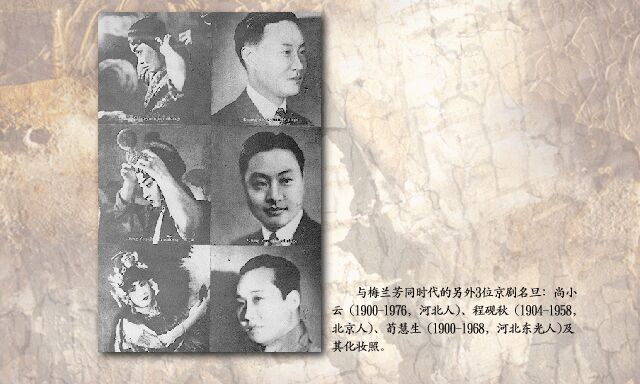 与梅兰芳同时代的另外3位京剧名旦：尚小
云（1900-1976，河北人）、程砚秋（1904-1958，
北京人）、荀慧生（1900-1968，河北东光人）及
其化妆照。